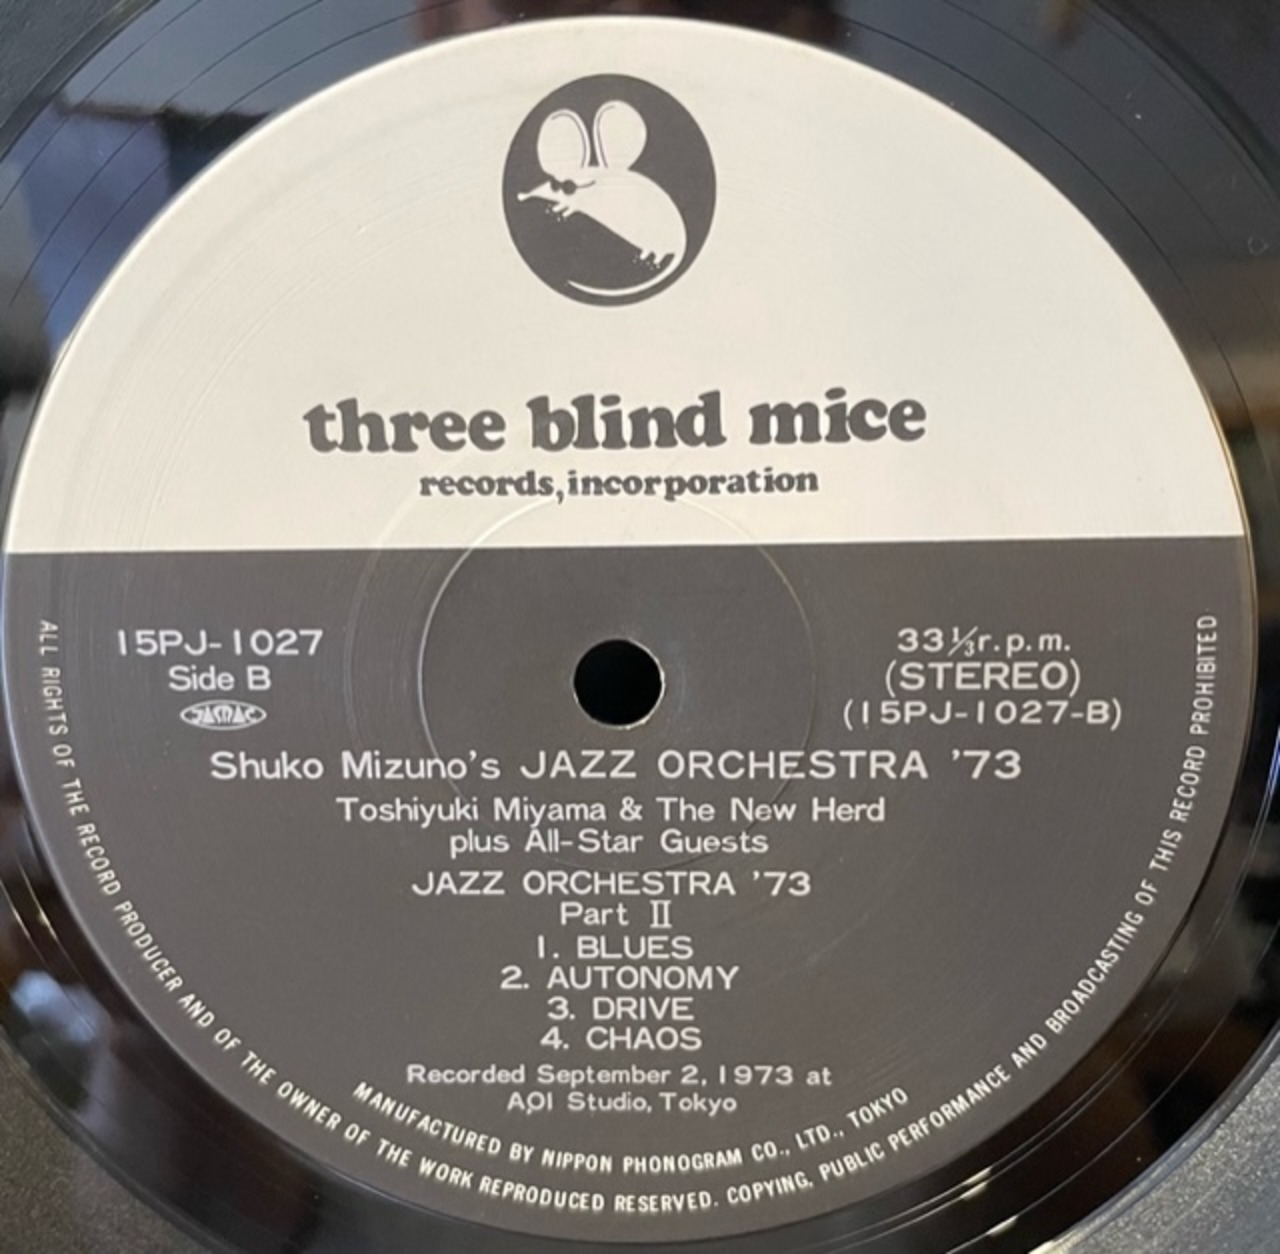 three blind mice
records, incorporation
15PJ-1027
Side B
JASRAC
33⅓r.p.m.
(STEREO)
(15PJ-1027-B)
Shuko Mizuno's JAZZ ORCHESTRA '73
Toshiyuki Miyama & The New Herd
plus All-Star Guests
JAZZ ORCHESTRA '73
Part II
1. BLUES
2. AUTONOMY
3. DRIVE
4. CHAOS
Recorded September 2, 1973 at
AOI Studio, Tokyo
MANUFACTURED BY NIPPON PHONOGRAM CO., LTD., TOKYO
ALL RIGHTS OF THE RECORD PRODUCER AND OF THE OWNER OF THE WORK REPRODUCED RESERVED. COPYING, PUBLIC PERFORMANCE AND BROADCASTING OF THIS RECORD PROHIBITED.